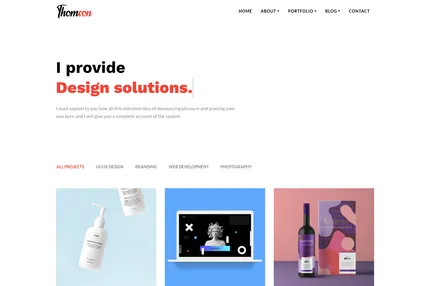 Thomson
HOME
ABOUT
PORTFOLIO
BLOG
CONTACT
I provide
Design solutions.
I must explain to you how all this mistaken idea of denouncing pleasure and praising pain
was born and I will give you a complete account of the system
ALL PROJECTS
UI/UX DESIGN
BRANDING
WEB DEVELOPMENT
PHOTOGRAPHY